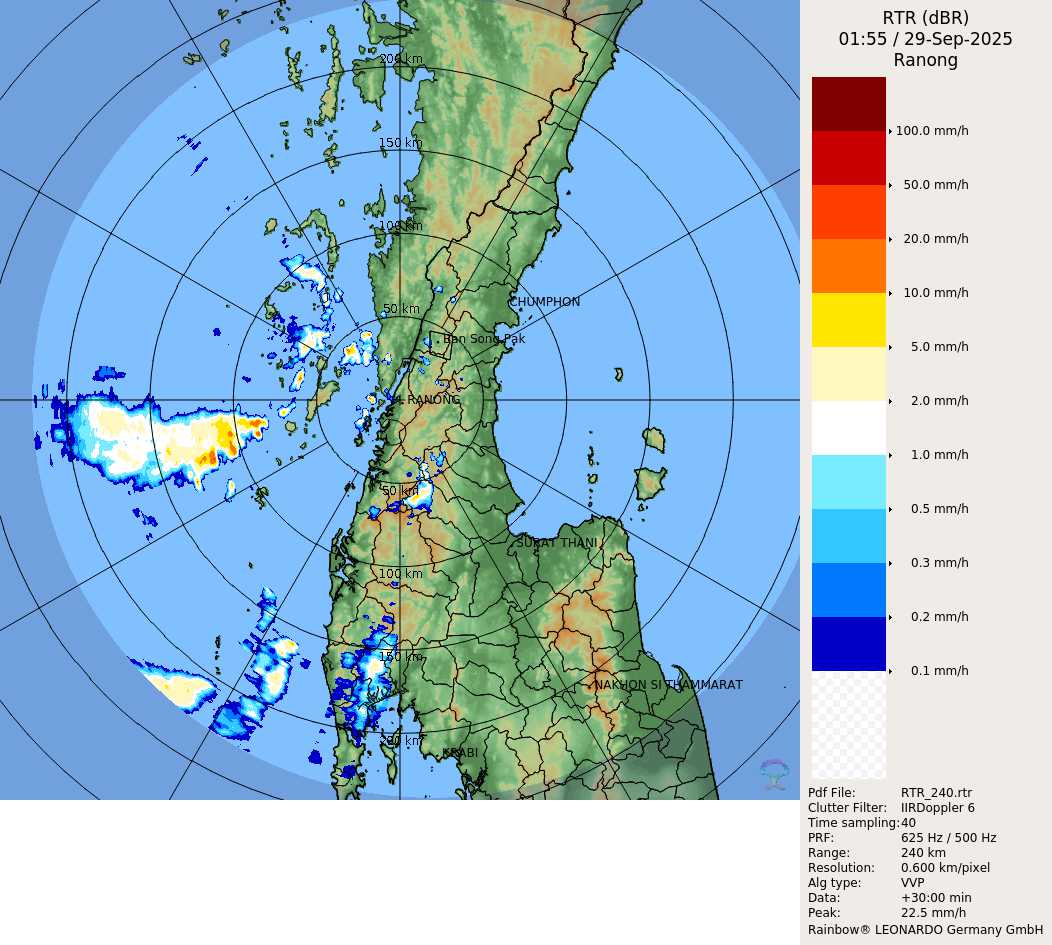 RTR (dBR)
01:55 / 29-Sep-2025
Ranong
200 km
150 km
100 km
50 km
CHUMPHON
Ban Song Pak
RANONG
50 km
SURAT THANI
100 km
150 km
NAKHON SI THAMMARAT
200 km
KRABI
100.0 mm/h
50.0 mm/h
20.0 mm/h
10.0 mm/h
5.0 mm/h
2.0 mm/h
1.0 mm/h
0.5 mm/h
0.3 mm/h
0.2 mm/h
0.1 mm/h
Pdf File: RTR_240.rtr
Clutter Filter: IIRDoppler 6
Time sampling: 40
PRF: 625 Hz / 500 Hz
Range: 240 km
Resolution: 0.600 km/pixel
Alg type: VVP
Data: +30:00 min
Peak: 22.5 mm/h
Rainbow® LEONARDO Germany GmbH